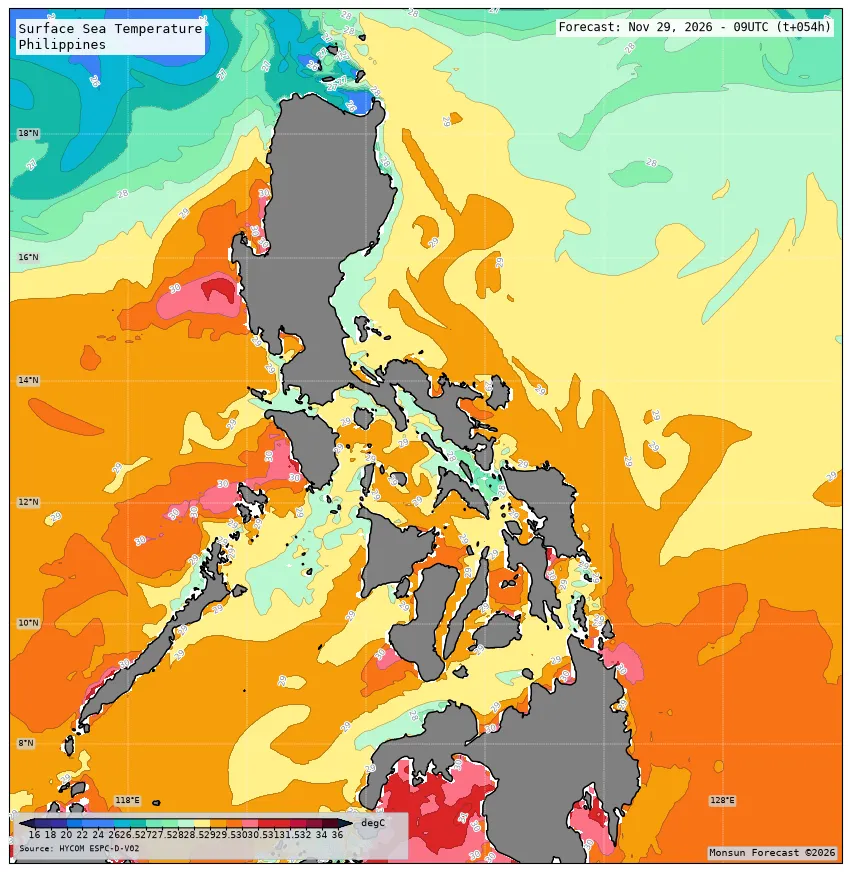 Surface Sea Temperature
Philippines
Forecast: Nov 29, 2026 - 09UTC (t+054h)
18°N
16°N
14°N
12°N
10°N
8°N
118°E
128°E
degC
16 18 20 22 24 26 26.5 27 27.5 28 28.5 29 29.5 30 30.5 31 31.5 32 34 36
Source: HYCOM ESPC-D-V02
Monsun Forecast ©2026